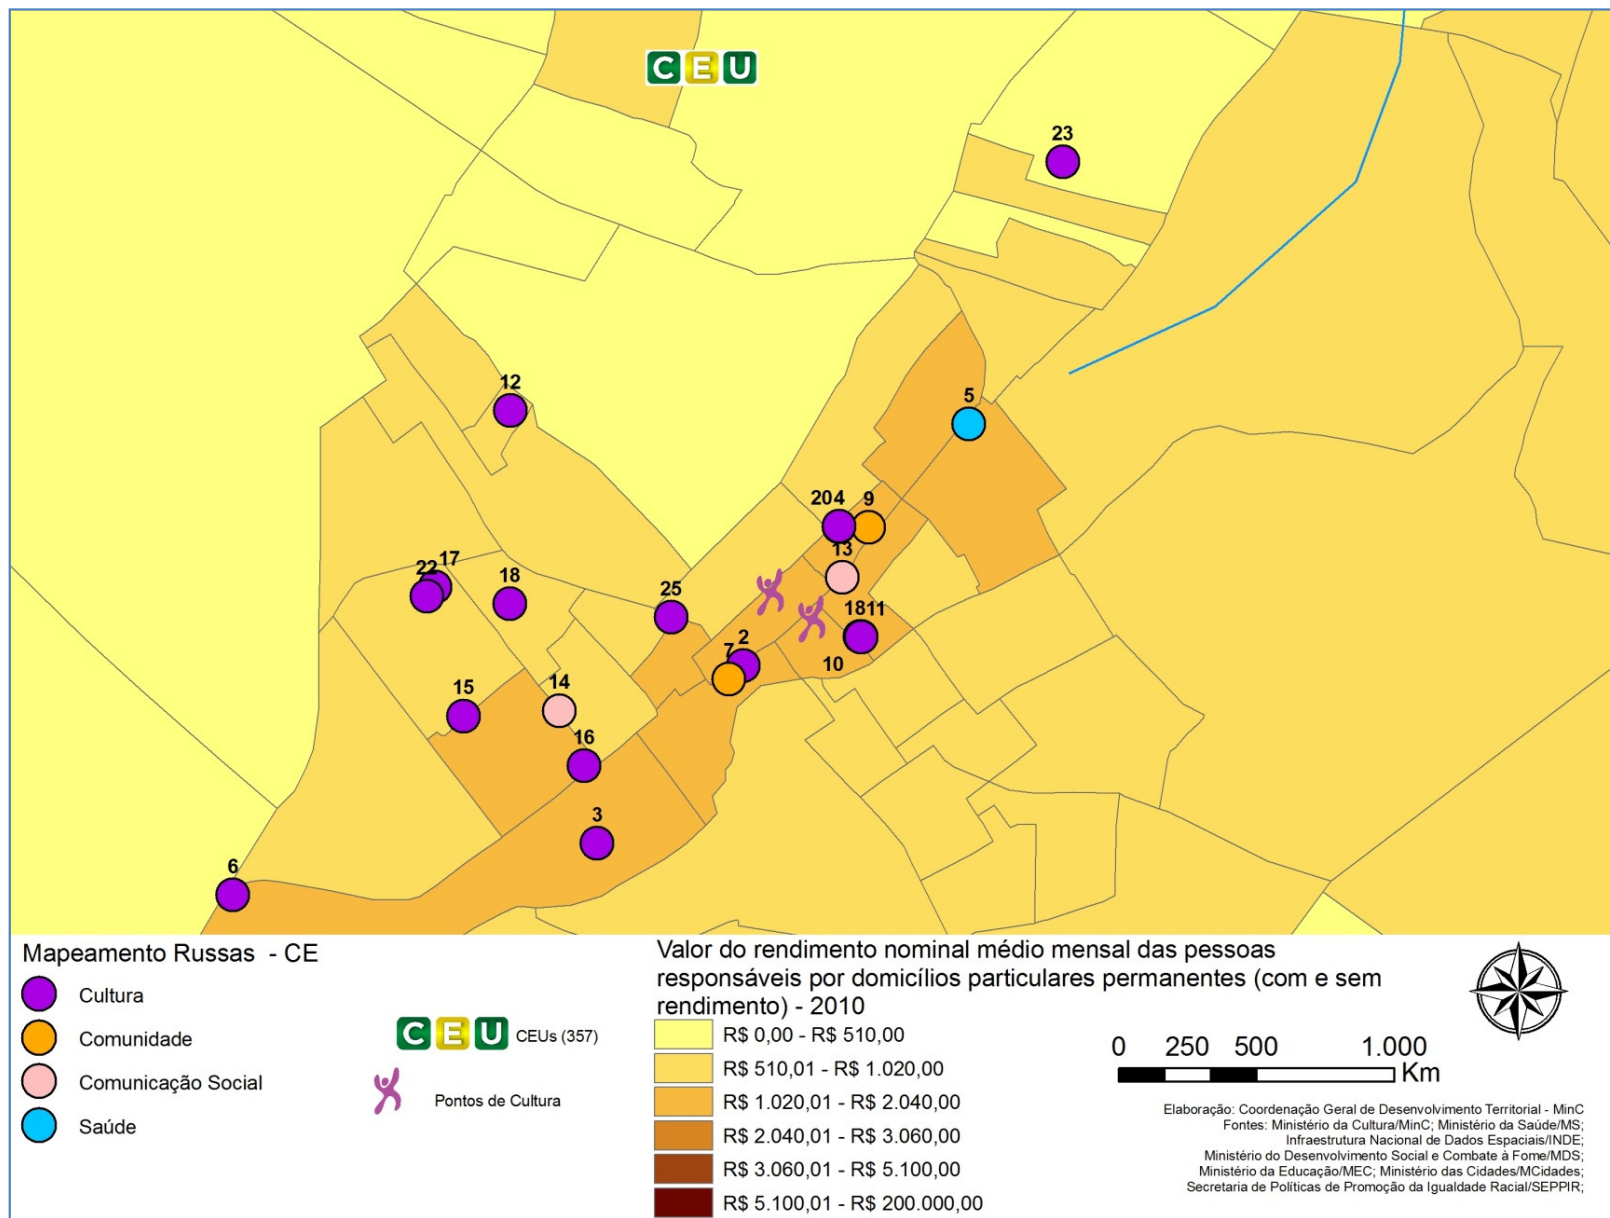 CEU
23
12
5
204
9
13
17
22
18
25
1811
2
7
10
15
14
16
3
6
Mapeamento Russas - CE
Cultura
Comunidade
Comunicação Social
Saúde
CEU CEUs (357)
Pontos de Cultura
Valor do rendimento nominal médio mensal das pessoas
responsáveis por domicílios particulares permanentes (com e sem
rendimento) - 2010
R$ 0,00 - R$ 510,00
R$ 510,01 - R$ 1.020,00
R$ 1.020,01 - R$ 2.040,00
R$ 2.040,01 - R$ 3.060,00
R$ 3.060,01 - R$ 5.100,00
R$ 5.100,01 - R$ 200.000,00
0 250 500 1.000
Km
Elaboração: Coordenação Geral de Desenvolvimento Territorial - MinC
Fontes: Ministério da Cultura/MinC; Ministério da Saúde/MS;
Infraestrutura Nacional de Dados Espaciais/INDE;
Ministério do Desenvolvimento Social e Combate à Fome/MDS;
Ministério da Educação/MEC; Ministério das Cidades/MCidades;
Secretaria de Políticas de Promoção da Igualdade Racial/SEPPIR;